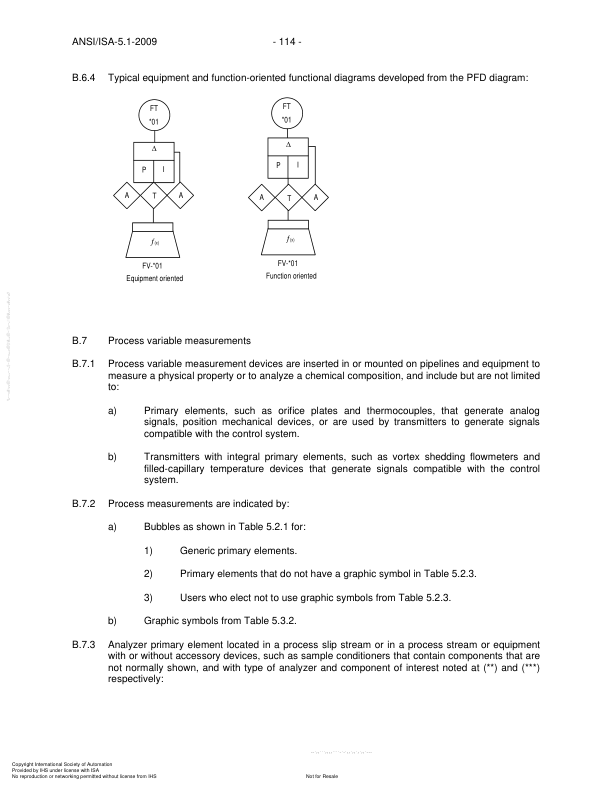 ANSI/ISA-5.1-2009 - 114 -
B.6.4 Typical equipment and function-oriented functional diagrams developed from the PFD diagram:
FT FT
*01 *01
Δ Δ
P I P I
A T A A T A
f(x) f(x)
FV-*01 FV-*01
Equipment oriented Function oriented
B.7 Process variable measurements
B.7.1 Process variable measurement devices are inserted in or mounted on pipelines and equipment to
measure a physical property or to analyze a chemical composition, and include but are not limited
to:
a) Primary elements, such as orifice plates and thermocouples, that generate analog
signals, position mechanical devices, or are used by transmitters to generate signals
compatible with the control system.
b) Transmitters with integral primary elements, such as vortex shedding flowmeters and
filled-capillary temperature devices that generate signals compatible with the control
system.
B.7.2 Process measurements are indicated by:
a) Bubbles as shown in Table 5.2.1 for:
1) Generic primary elements.
2) Primary elements that do not have a graphic symbol in Table 5.2.3.
3) Users who elect not to use graphic symbols from Table 5.2.3.
b) Graphic symbols from Table 5.3.2.
B.7.3 Analyzer primary element located in a process slip stream or in a process stream or equipment
with or without accessory devices, such as sample conditioners that contain components that are
not normally shown, and with type of analyzer and component of interest noted at (**) and (***)
respectively:
Copyright International Society of Automation
Provided by IHS under license with ISA
No reproduction or networking permitted without license from IHS Not for Resale